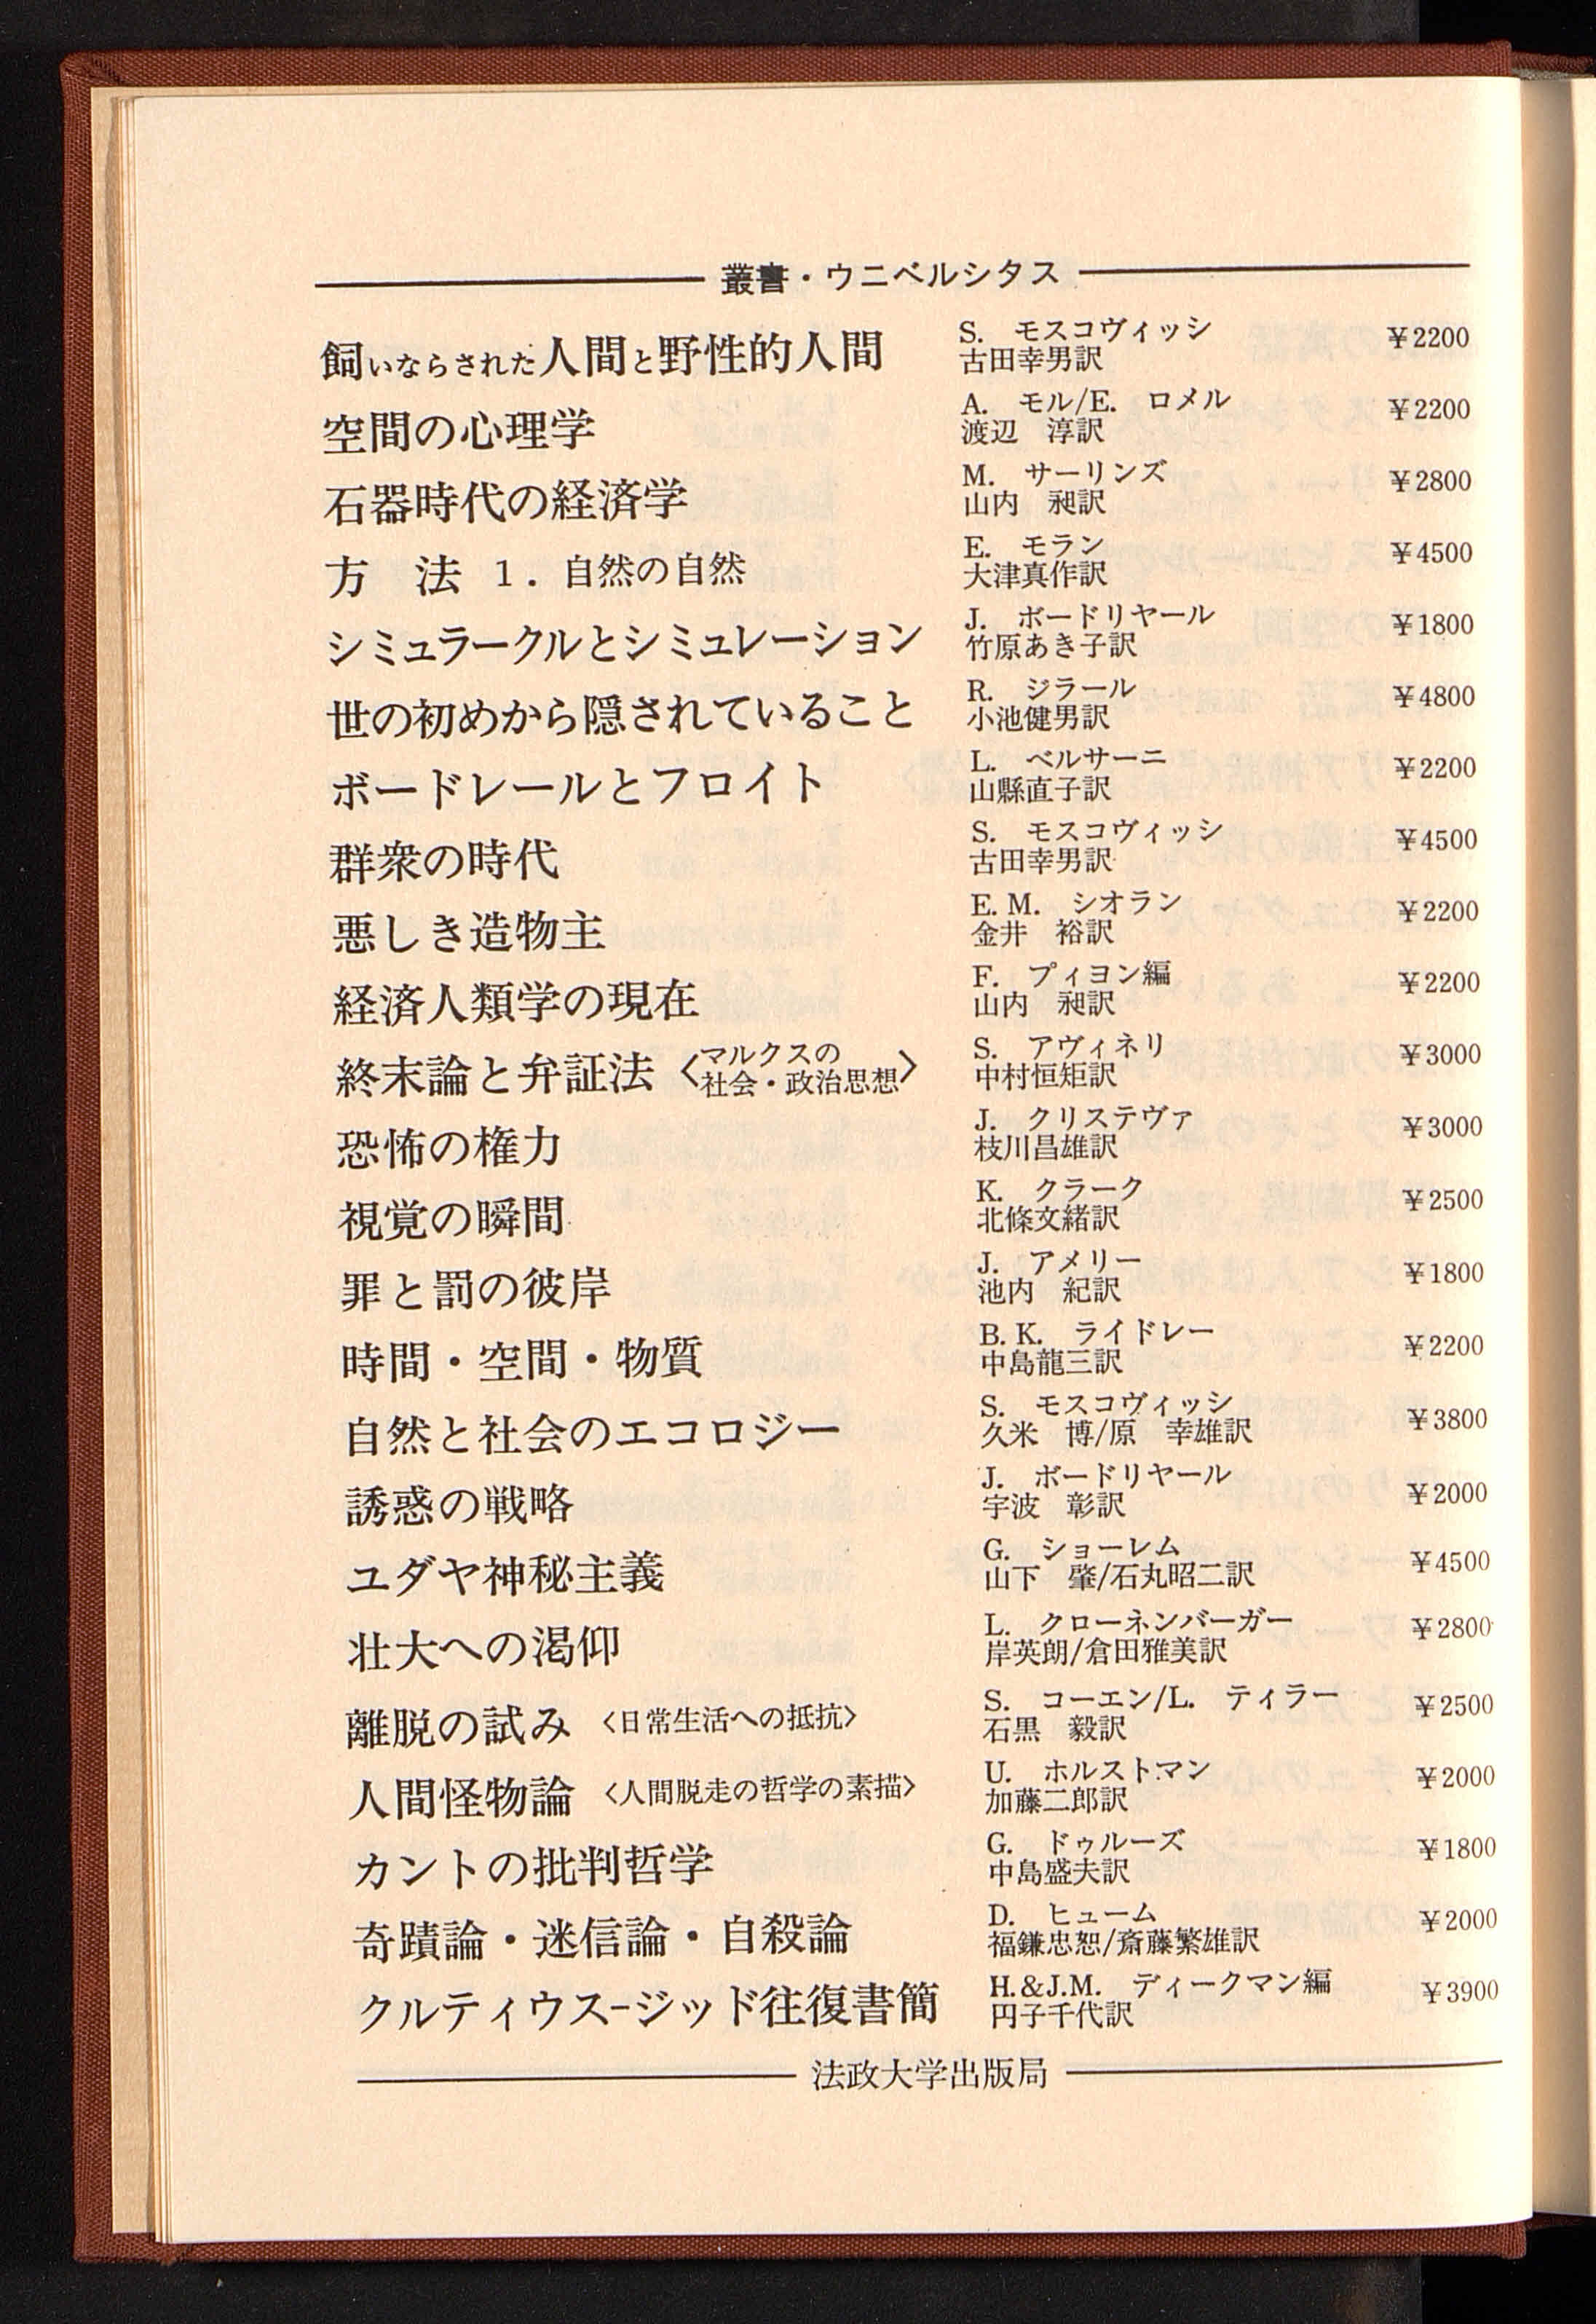 叢書・ウニベルシタス
飼いならされた人間と野性的人間 S. モスコヴィッシ 古田幸男訳 ¥2200
空間の心理学 A. モル/E. ロメル 渡辺 淳訳 ¥2200
石器時代の経済学 M. サーリンズ 山内 昶訳 ¥2800
方 法 1. 自然の自然 E. モラン 大津真作訳 ¥4500
シミュラークルとシミュレーション J. ボードリヤール 竹原あき子訳 ¥1800
世の初めから隠されていること R. ジラール 小池健男訳 ¥4800
ボードレールとフロイト L. ベルサーニ 山縣直子訳 ¥2200
群衆の時代 S. モスコヴィッシ 古田幸男訳 ¥4500
悪しき造物主 E. M. シオラン 金井 裕訳 ¥2200
経済人類学の現在 F. プィヨン編 山内 昶訳 ¥2200
終末論と弁証法 〈マルクスの社会・政治思想〉 S. アヴィネリ 中村恒矩訳 ¥3000
恐怖の権力 J. クリステヴァ 枝川昌雄訳 ¥3000
視覚の瞬間 K. クラーク 北條文緒訳 ¥2500
罪と罰の彼岸 J. アメリー 池内 紀訳 ¥1800
時間・空間・物質 B. K. ライドレー 中島龍三訳 ¥2200
自然と社会のエコロジー S. モスコヴィッシ 久米 博/原 幸雄訳 ¥3800
誘惑の戦略 J. ボードリヤール 宇波 彰訳 ¥2000
ユダヤ神秘主義 G. ショーレム 山下 肇/石丸昭二訳 ¥4500
壮大への渇仰 L. クローネンバーガー 岸英朗/倉田雅美訳 ¥2800
離脱の試み 〈日常生活への抵抗〉 S. コーエン/L. ティラー 石黒 毅訳 ¥2500
人間怪物論 〈人間脱走の哲学の素描〉 U. ホルストマン 加藤二郎訳 ¥2000
カントの批判哲学 G. ドゥルーズ 中島盛夫訳 ¥1800
奇蹟論・迷信論・自殺論 D. ヒューム 福鎌忠恕/斎藤繁雄訳 ¥2000
クルティウス-ジッド往復書簡 H.&J.M. ディークマン編 円子千代訳 ¥3900
法政大学出版局